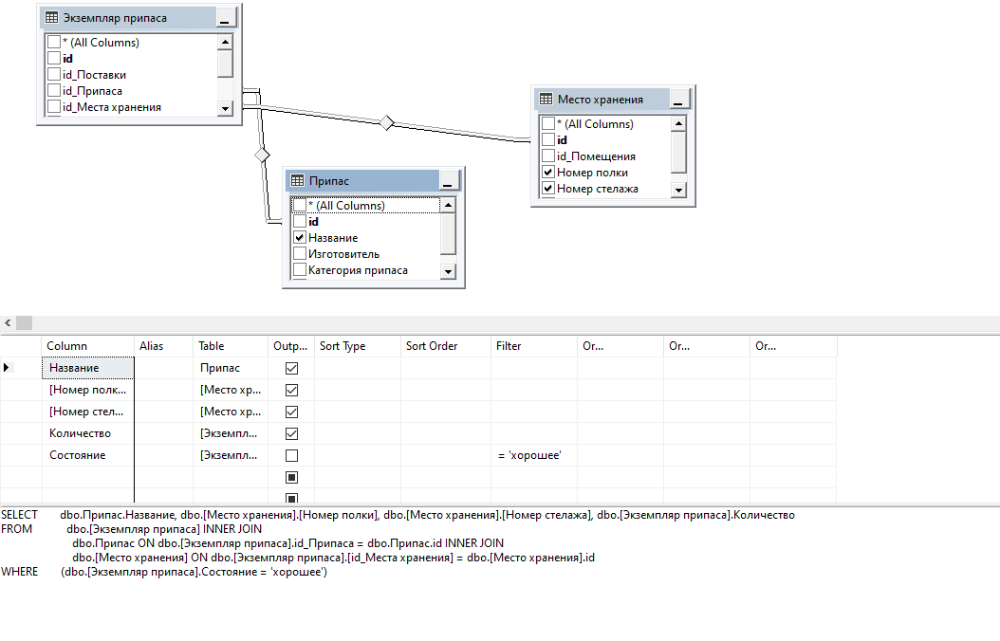 Экземпляр припаса
* (All Columns)
id
id_Поставки
id_Припаса
id_Места хранения
Место хранения
* (All Columns)
id
id_Помещения
Номер полки
Номер стелажа
Припас
* (All Columns)
id
Название
Изготовитель
Категория припаса
Column Alias Table Outp... Sort Type Sort Order Filter Or... Or... Or...
Название Припас
[Номер полк... [Место хр...
[Номер стел... [Место хр...
Количество [Экземпл...
Состояние [Экземпл... = 'хорошее'
SELECT dbo.Припас.Название, dbo.[Место хранения].[Номер полки], dbo.[Место хранения].[Номер стелажа], dbo.[Экземпляр припаса].Количество
FROM dbo.[Экземпляр припаса] INNER JOIN
dbo.Припас ON dbo.[Экземпляр припаса].id_Припаса = dbo.Припас.id INNER JOIN
dbo.[Место хранения] ON dbo.[Экземпляр припаса].[id_Места хранения] = dbo.[Место хранения].id
WHERE (dbo.[Экземпляр припаса].Состояние = 'хорошее')